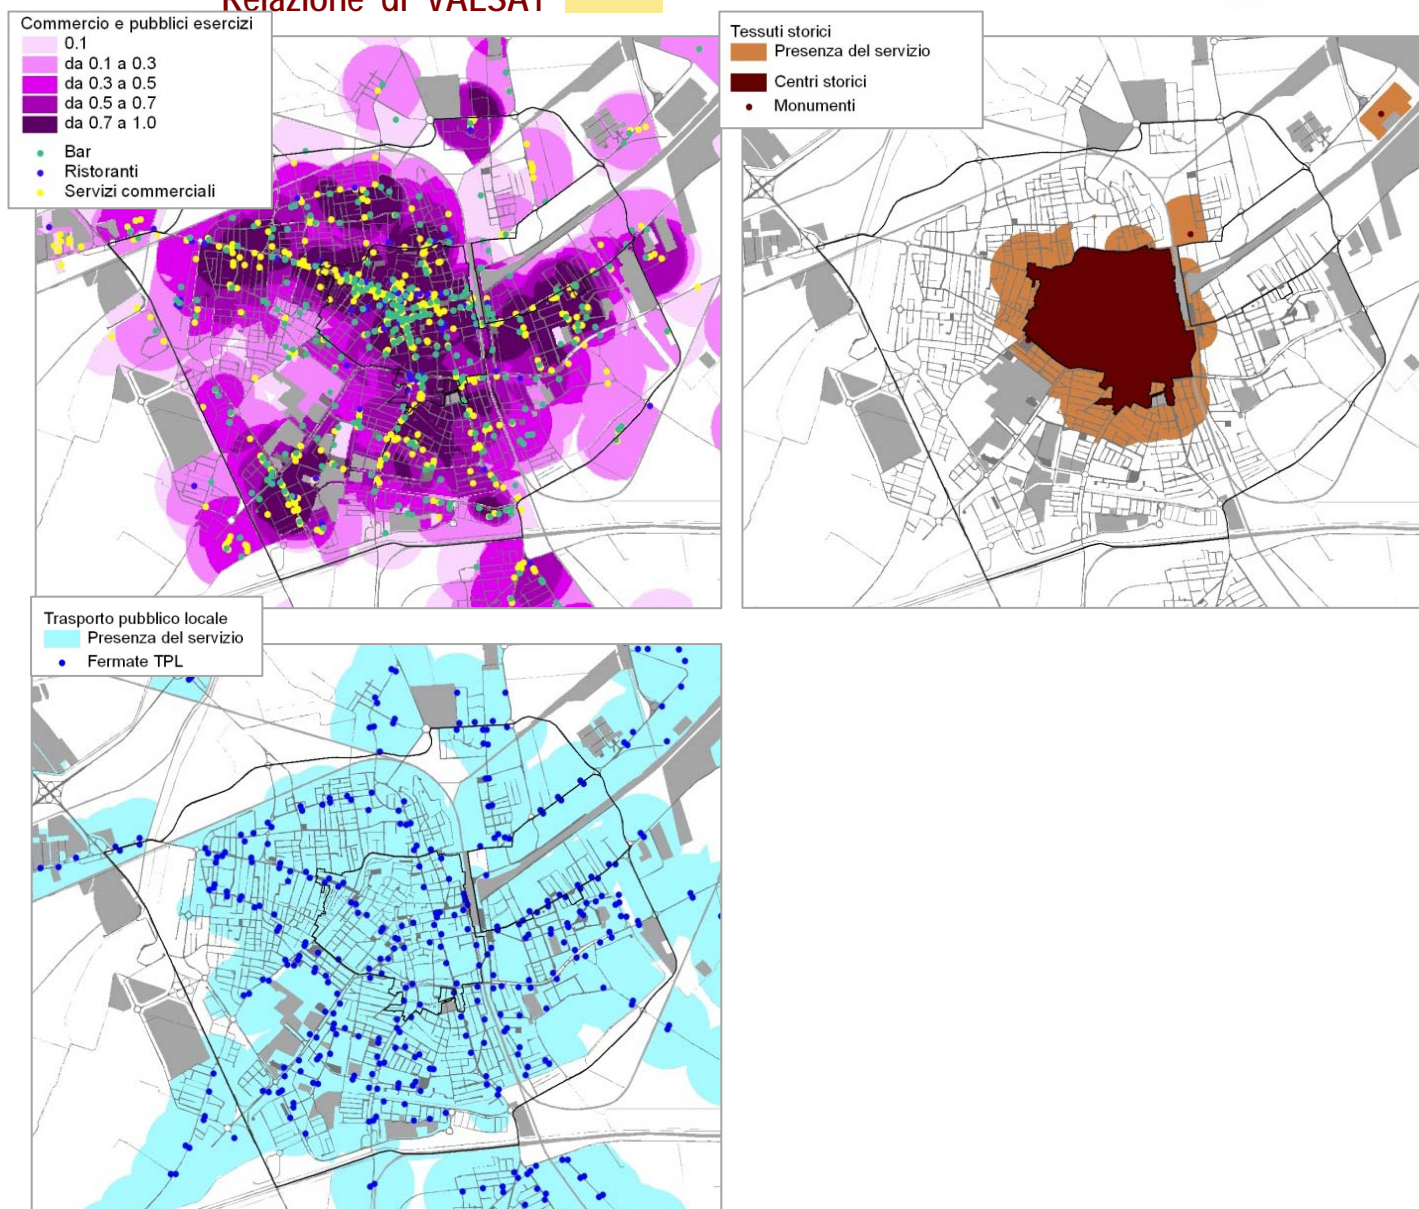 Relazione di VALSAT
Commercio e pubblici esercizi
0.1
da 0.1 a 0.3
da 0.3 a 0.5
da 0.5 a 0.7
da 0.7 a 1.0
Bar
Ristoranti
Servizi commerciali
Tessuti storici
Presenza del servizio
Centri storici
Monumenti
Trasporto pubblico locale
Presenza del servizio
Fermate TPL